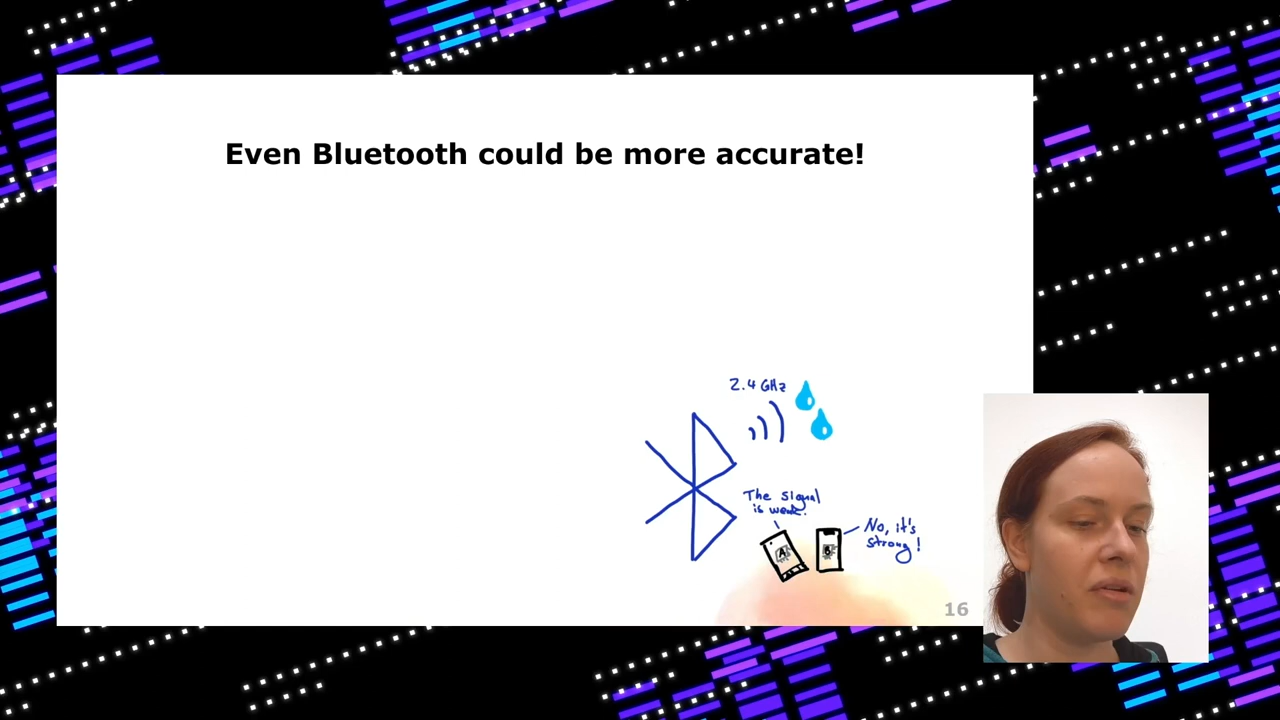 Even Bluetooth could be more accurate!
2.4 GHz
The signal
is weak.
No, it's
strong!
A
B
16